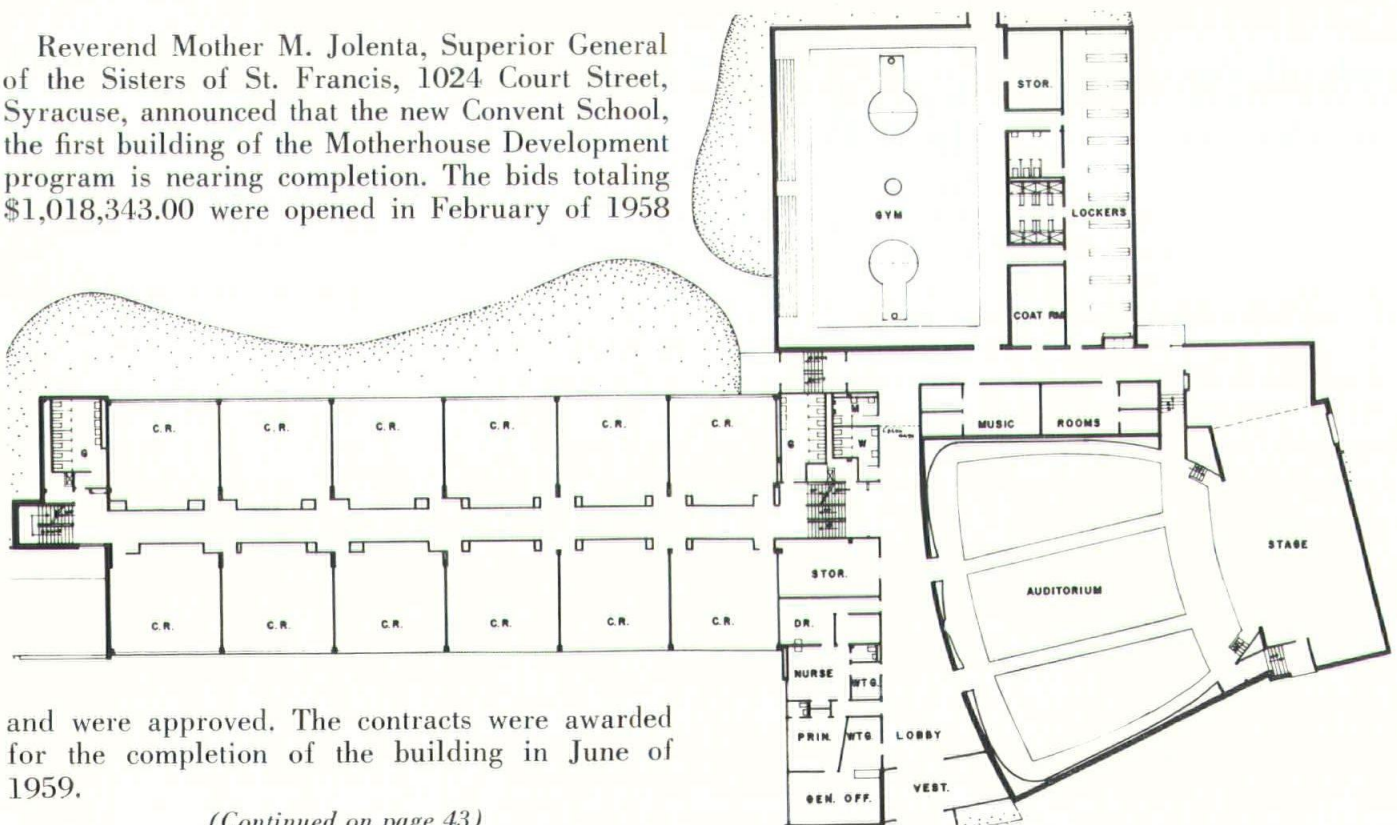 Reverend Mother M. Jolenta, Superior General
of the Sisters of St. Francis, 1024 Court Street,
Syracuse, announced that the new Convent School,
the first building of the Motherhouse Development
program is nearing completion. The bids totaling
$1,018,343.00 were opened in February of 1958
STOR.
GYM
LOCKERS
COAT RM
C.R.
C.R.
C.R.
C.R.
C.R.
C.R.
G
G
M
W
MUSIC
ROOMS
STAGE
AUDITORIUM
STOR.
C.R.
C.R.
C.R.
C.R.
C.R.
C.R.
DR.
NURSE
WTG.
PRIN.
WTG.
LOBBY
GEN. OFF.
VEST.
and were approved. The contracts were awarded
for the completion of the building in June of
1959.
(Continued on page 43)